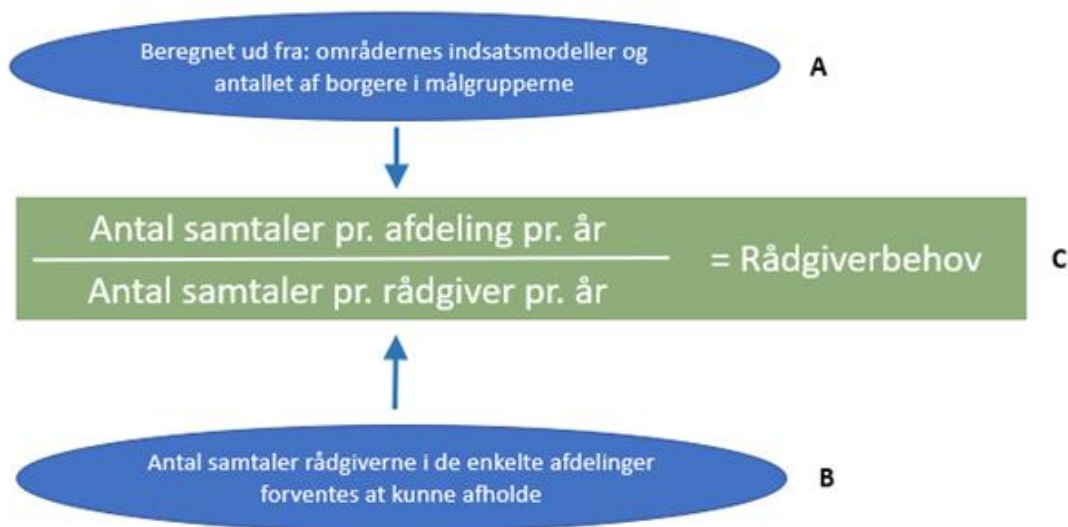 Beregnet ud fra: områdernes indsatsmodeller og
antallet af borgere i målgrupperne
A
Antal samtaler pr. afdeling pr. år
Antal samtaler pr. rådgiver pr. år
= Rådgiverbehov
C
Antal samtaler rådgiverne i de enkelte afdelinger
forventes at kunne afholde
B